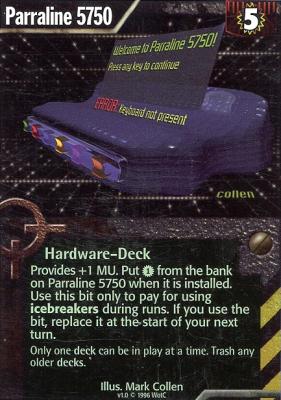 Parraline 5750
5
Welcome to Parraline 5750!
Press any key to continue
ERROR: Keyboard not present
collen
Hardware-Deck
Provides +1 MU. Put 1 from the bank
on Parraline 5750 when it is installed.
Use this bit only to pay for using
icebreakers during runs. If you use the
bit, replace it at the start of your next
turn.
Only one deck can be in play at a time. Trash any
older decks.
Illus. Mark Collen
v1.0 © 1996 WotC